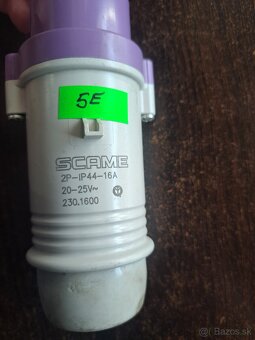 5E
SCAME
2P-IP44-16A
20-25V~
230.1600
Bazos.sk